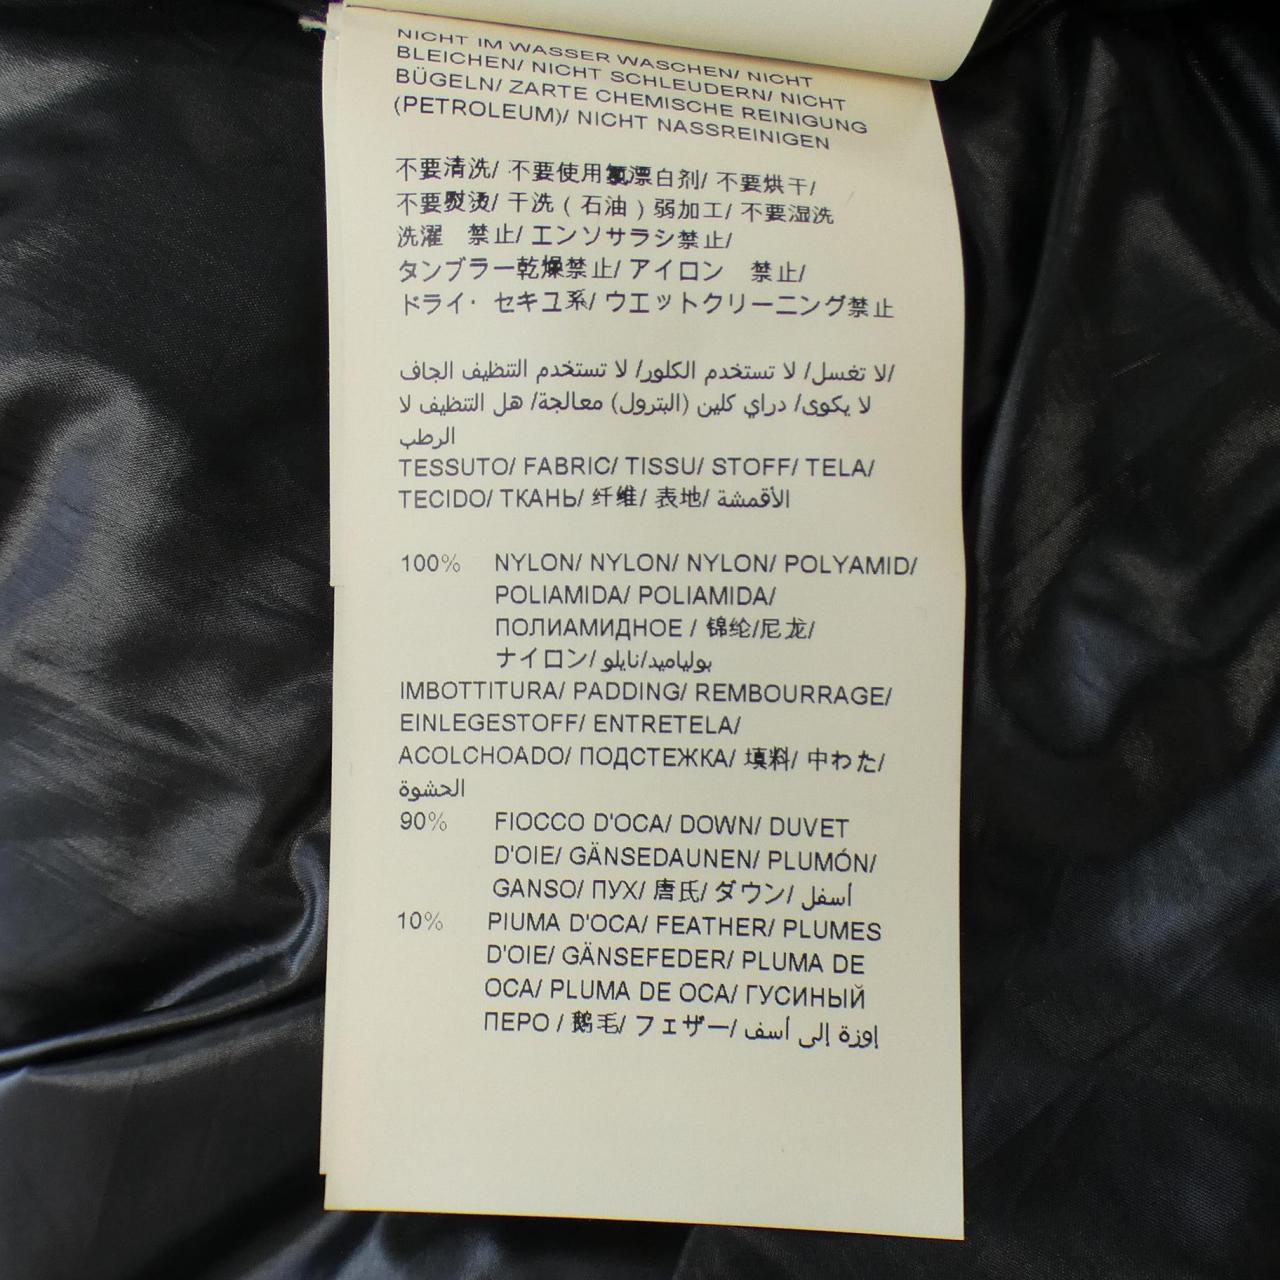 NICHT IM WASSER WASCHEN/ NICHT
BLEICHEN/ NICHT SCHLEUDERN/ NICHT
BÜGELN/ ZARTE CHEMISCHE REINIGUNG
(PETROLEUM)/ NICHT NASSREINIGEN
不要清洗/ 不要使用氯漂白剂/ 不要烘干/
不要熨烫/ 干洗 ( 石油 ) 弱加工/ 不要湿洗
洗濯　禁止/ エンソサラシ禁止/
タンブラー乾燥禁止/ アイロン　禁止/
ドライ・ セキユ系/ ウエットクリーニング禁止
لا تغسل/ لا تستخدم الكلور/ لا تستخدم التنظيف الجاف/
لا يكوى/ دراي كلين (البترول) معالجة/ هل التنظيف لا
الرطب
TESSUTO/ FABRIC/ TISSU/ STOFF/ TELA/
TECIDO/ ТКАНЬ/ 纤维/ 表地/ الأقمشة
100% NYLON/ NYLON/ NYLON/ POLYAMID/
POLIAMIDA/ POLIAMIDA/
ПОЛИАМИДНОЕ / 锦纶/尼龙/
ナイロン/ بولياميد/نايلو
IMBOTTITURA/ PADDING/ REMBOURRAGE/
EINLEGESTOFF/ ENTRETELA/
ACOLCHOADO/ ПОДСТЕЖКА/ 填料/ 中わた/
الحشوة
90% FIOCCO D'OCA/ DOWN/ DUVET
D'OIE/ GÄNSEDAUNEN/ PLUMÓN/
GANSO/ ПУХ/ 唐氏/ ダウン/ أسفل
10% PIUMA D'OCA/ FEATHER/ PLUMES
D'OIE/ GÄNSEFEDER/ PLUMA DE
OCA/ PLUMA DE OCA/ ГУСИНЫЙ
ПЕРО / 鹅毛/ フェザー/ إوزة إلى أسف